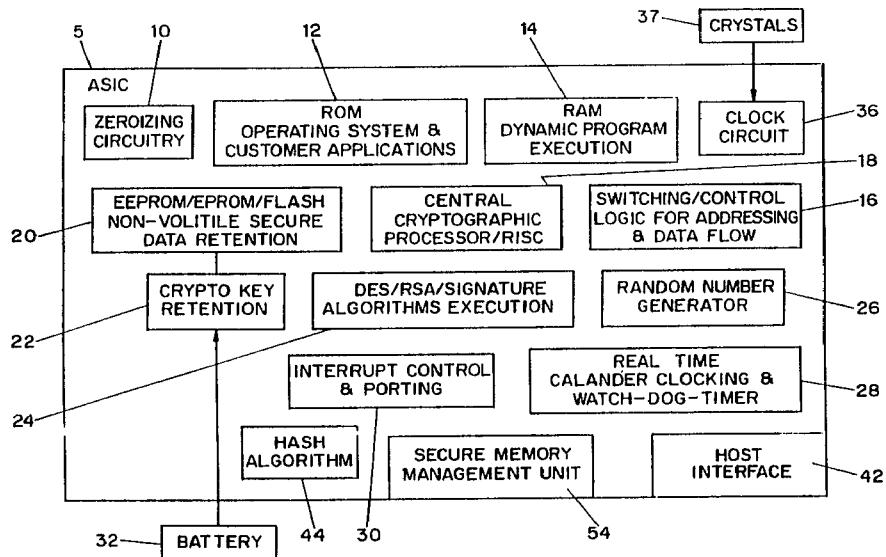 37
CRYSTALS
5
10
12
14
ASIC
ZEROIZING
CIRCUITRY
ROM
OPERATING SYSTEM &
CUSTOMER APPLICATIONS
RAM
DYNAMIC PROGRAM
EXECUTION
CLOCK
CIRCUIT
36
18
EEPROM/EPROM/FLASH
NON-VOLITILE SECURE
DATA RETENTION
CENTRAL
CRYPTOGRAPHIC
PROCESSOR/RISC
SWITCHING/CONTROL
LOGIC FOR ADDRESSING
& DATA FLOW
20
16
CRYPTO KEY
RETENTION
DES/RSA/SIGNATURE
ALGORITHMS EXECUTION
RANDOM NUMBER
GENERATOR
22
26
INTERRUPT CONTROL
& PORTING
REAL TIME
CALANDER CLOCKING &
WATCH-DOG-TIMER
24
28
HASH
ALGORITHM
SECURE MEMORY
MANAGEMENT UNIT
HOST
INTERFACE
42
32
BATTERY
44
30
54